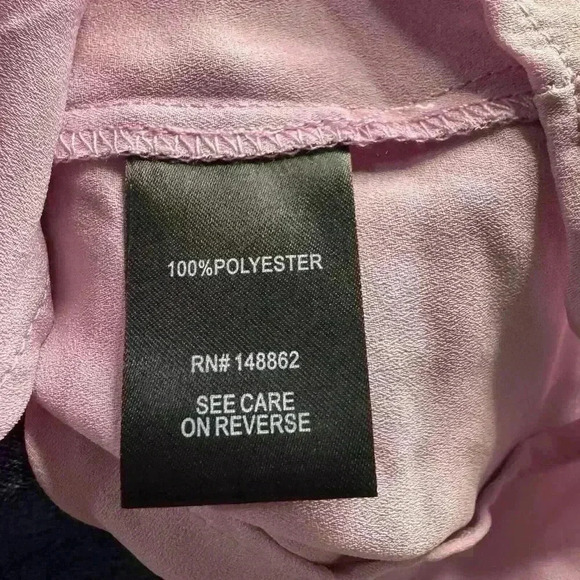 100%POLYESTER
RN# 148862
SEE CARE
ON REVERSE